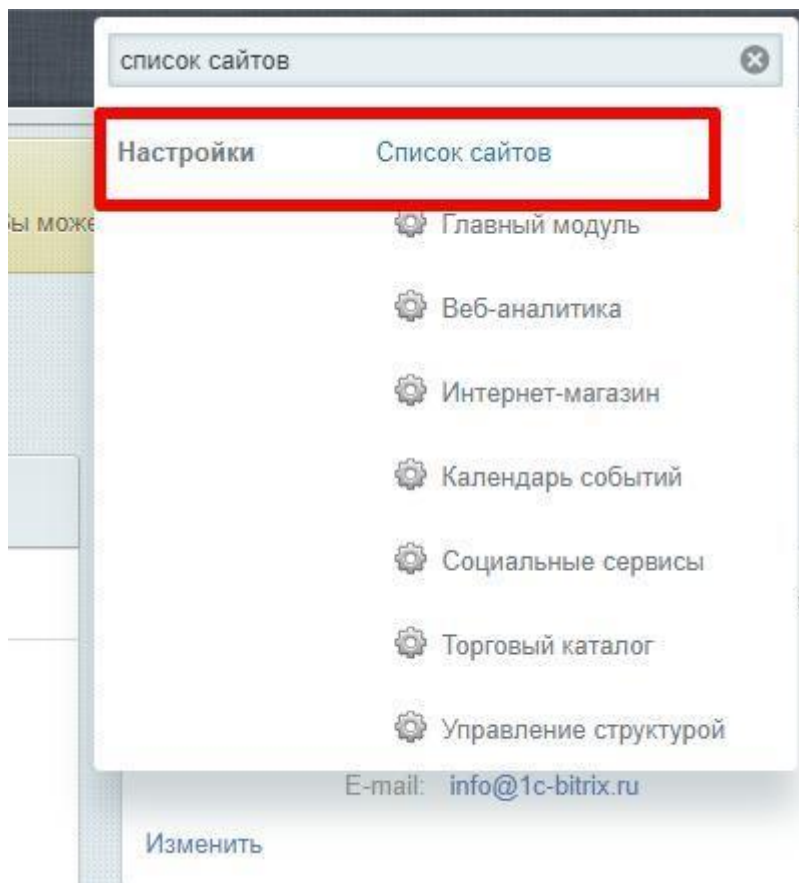 список сайтов
Настройки Список сайтов
бы може
Главный модуль
Веб-аналитика
Интернет-магазин
Календарь событий
Социальные сервисы
Торговый каталог
Управление структурой
E-mail: info@1c-bitrix.ru
Изменить